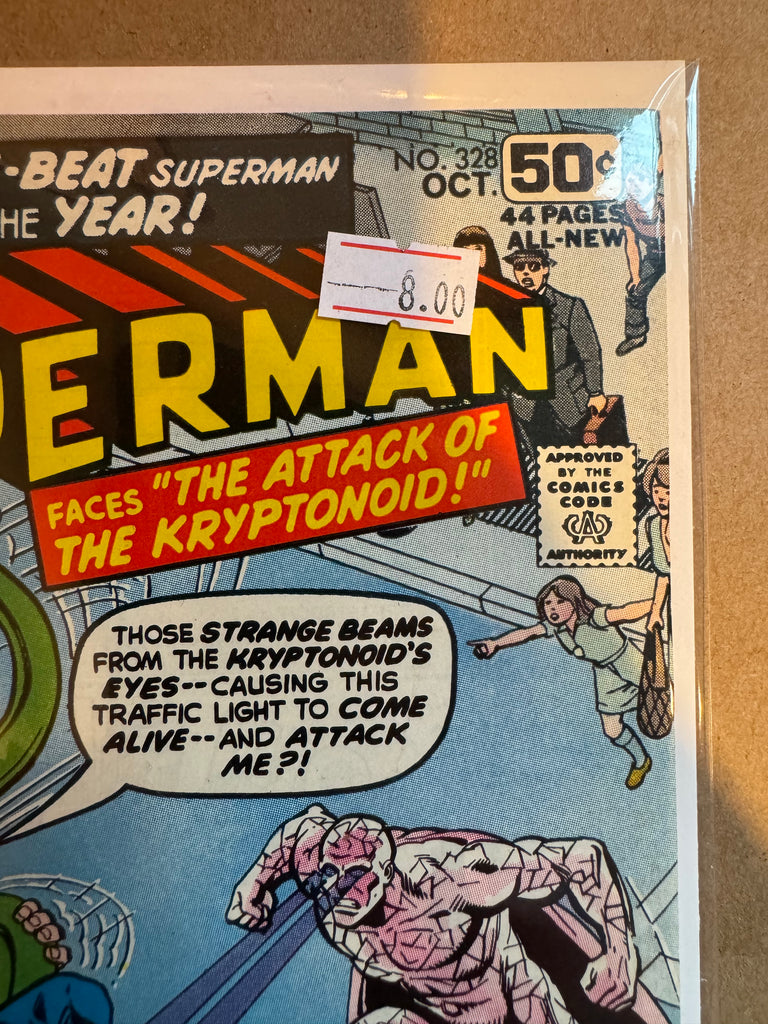 -BEAT SUPERMAN
HE YEAR!
NO. 328
OCT.
50¢
44 PAGES
ALL-NEW
8.00
ERMAN
FACES "THE ATTACK OF
THE KRYPTONOID!"
APPROVED
BY THE
COMICS
CODE
CA
AUTHORITY
THOSE STRANGE BEAMS
FROM THE KRYPTONOID'S
EYES--CAUSING THIS
TRAFFIC LIGHT TO COME
ALIVE--AND ATTACK
ME?!